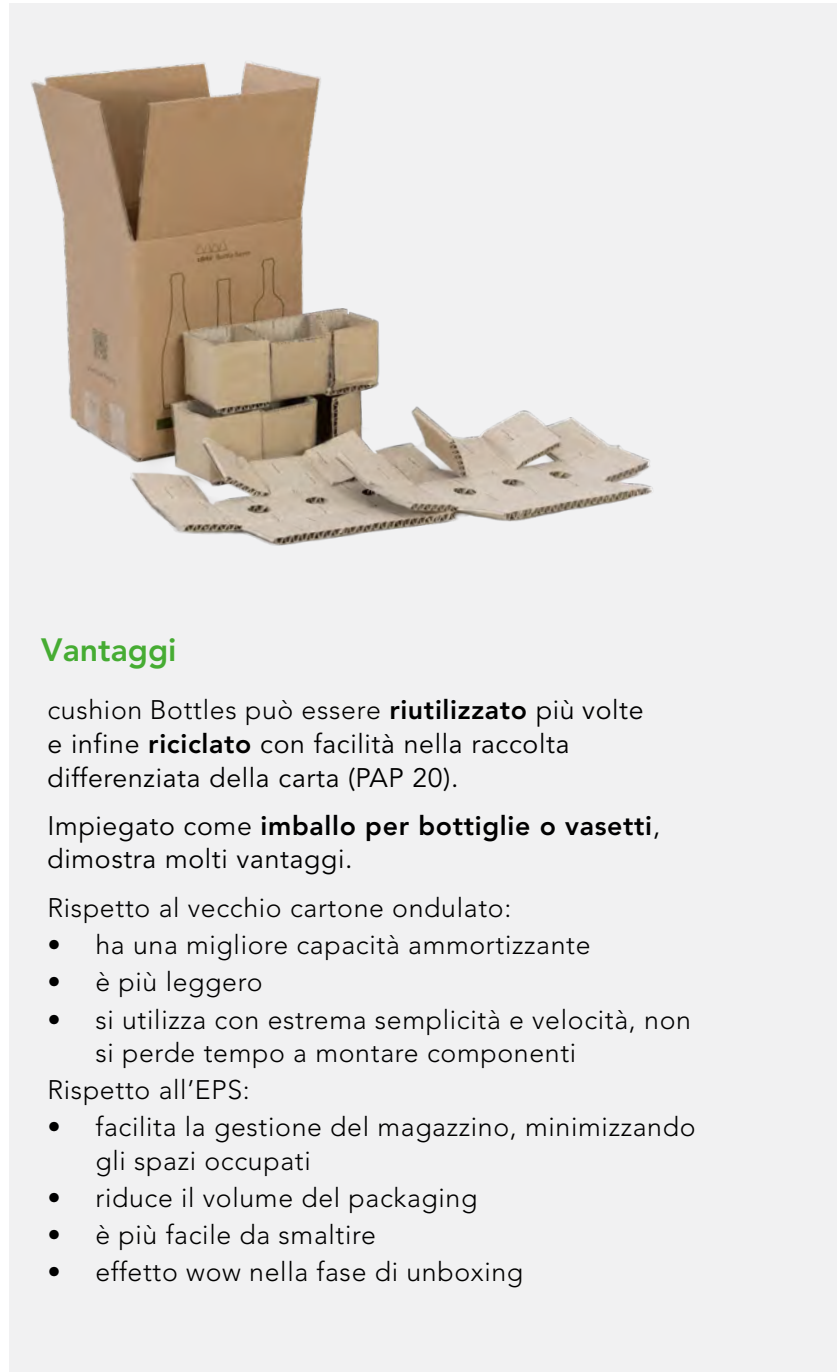 Vantaggi
cushion Bottles può essere riutilizzato più volte
e infine riciclato con facilità nella raccolta
differenziata della carta (PAP 20).
Impiegato come imballo per bottiglie o vasetti,
dimostra molti vantaggi.
Rispetto al vecchio cartone ondulato:
• ha una migliore capacità ammortizzante
• è più leggero
• si utilizza con estrema semplicità e velocità, non
si perde tempo a montare componenti
Rispetto all’EPS:
• facilita la gestione del magazzino, minimizzando
gli spazi occupati
• riduce il volume del packaging
• è più facile da smaltire
• effetto wow nella fase di unboxing